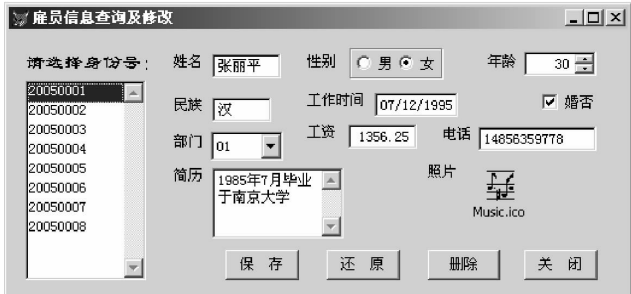 雇员信息查询及修改
请选择身份号:
20050001
20050002
20050003
20050004
20050005
20050006
20050007
20050008
姓名 张丽平 性别 男 女 年龄 30
民族 汉 工作时间 07/12/1995 婚否
部门 01 工资 1356.25 电话 14856359778
简历 1985年7月毕业
于南京大学
照片
Music.ico
保 存 还 原 删除 关 闭